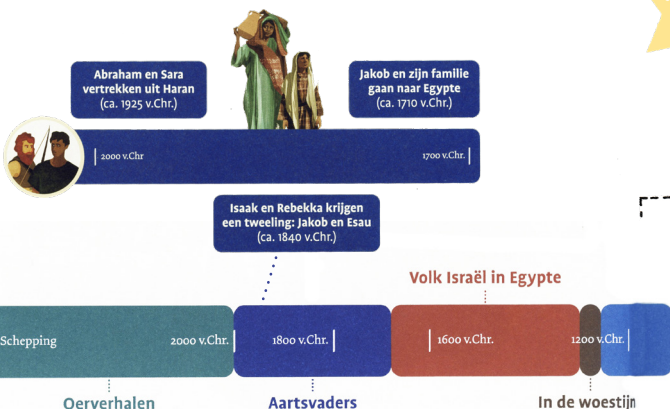 Abraham en Sara
vertrekken uit Haran
(ca. 1925 v.Chr.)
Jakob en zijn familie
gaan naar Egypte
(ca. 1710 v.Chr.)
2000 v.Chr
1700 v.Chr.
Isaak en Rebekka krijgen
een tweeling: Jakob en Esau
(ca. 1840 v.Chr.)
Volk Israël in Egypte
Schepping
2000 v.Chr.
1800 v.Chr.
1600 v.Chr.
1200 v.Chr.
Oerverhalen
Aartsvaders
In de woestijn